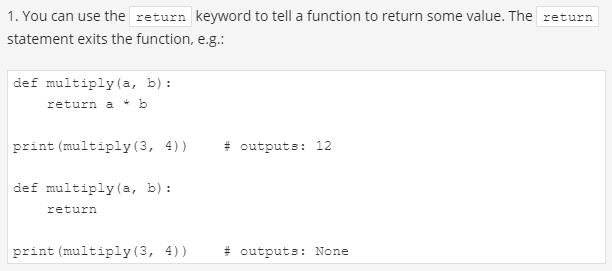 1. You can use the return keyword to tell a function to return some value. The return
statement exits the function, e.g.:
def multiply(a, b):
    return a * b
print(multiply(3, 4))    # outputs: 12
def multiply(a, b):
    return
print(multiply(3, 4))    # outputs: None